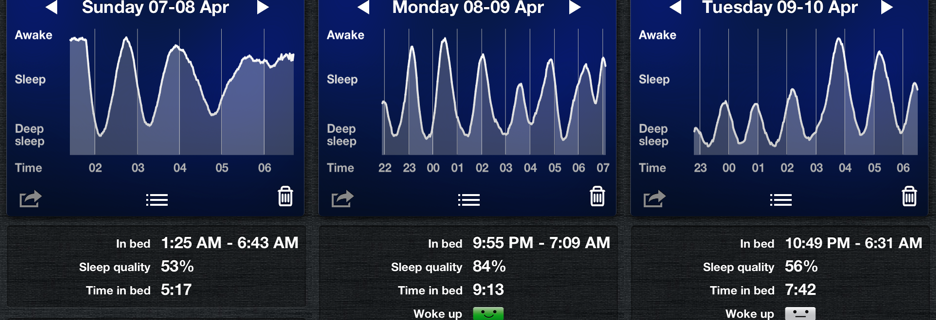 Sunday 07-08 Apr
Awake
Sleep
Deep
sleep
Time 02 03 04 05 06
In bed 1:25 AM - 6:43 AM
Sleep quality 53%
Time in bed 5:17
Monday 08-09 Apr
Awake
Sleep
Deep
sleep
Time 22 23 00 01 02 03 04 05 06 07
In bed 9:55 PM - 7:09 AM
Sleep quality 84%
Time in bed 9:13
Woke up
Tuesday 09-10 Apr
Awake
Sleep
Deep
sleep
Time 23 00 01 02 03 04 05 06
In bed 10:49 PM - 6:31 AM
Sleep quality 56%
Time in bed 7:42
Woke up